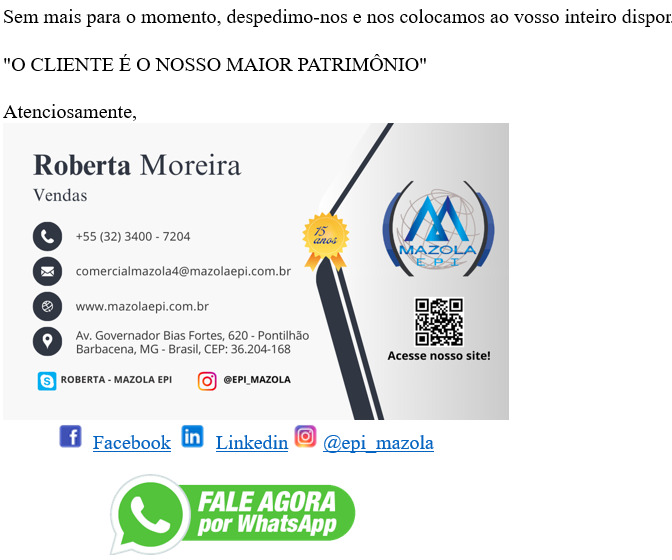 Sem mais para o momento, despedimo-nos e nos colocamos ao vosso inteiro dispor
"O CLIENTE É O NOSSO MAIOR PATRIMÔNIO"
Atenciosamente,
Roberta Moreira
Vendas
+55 (32) 3400 - 7204
comercialmazola4@mazolaepi.com.br
www.mazolaepi.com.br
Av. Governador Bias Fortes, 620 - Pontilhão
Barbacena, MG - Brasil, CEP: 36.204-168
ROBERTA - MAZOLA EPI @EPI_MAZOLA
15
anos
MAZOLA
EPI
Acesse nosso site!
Facebook Linkedin @epi_mazola
FALE AGORA
por WhatsApp